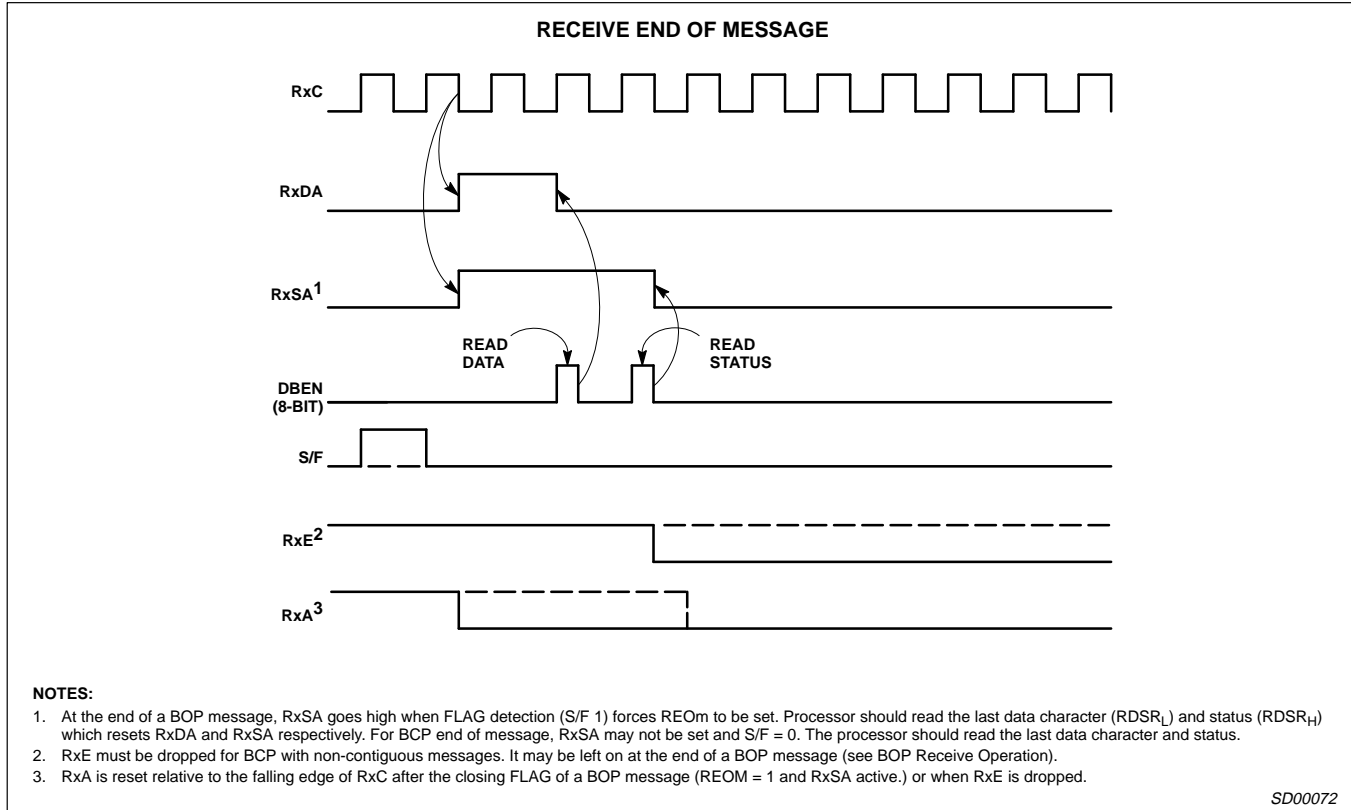 RECEIVE END OF MESSAGE
RxC
RxDA
RxSA1
READ
DATA
READ
STATUS
DBEN
(8-BIT)
S/F
RxE2
RxA3
NOTES:
1. At the end of a BOP message, RxSA goes high when FLAG detection (S/F 1) forces REOm to be set. Processor should read the last data character (RDSRL) and status (RDSRH)
which resets RxDA and RxSA respectively. For BCP end of message, RxSA may not be set and S/F = 0. The processor should read the last data character and status.
2. RxE must be dropped for BCP with non-contiguous messages. It may be left on at the end of a BOP message (see BOP Receive Operation).
3. RxA is reset relative to the falling edge of RxC after the closing FLAG of a BOP message (REOM = 1 and RxSA active.) or when RxE is dropped.
SD00072